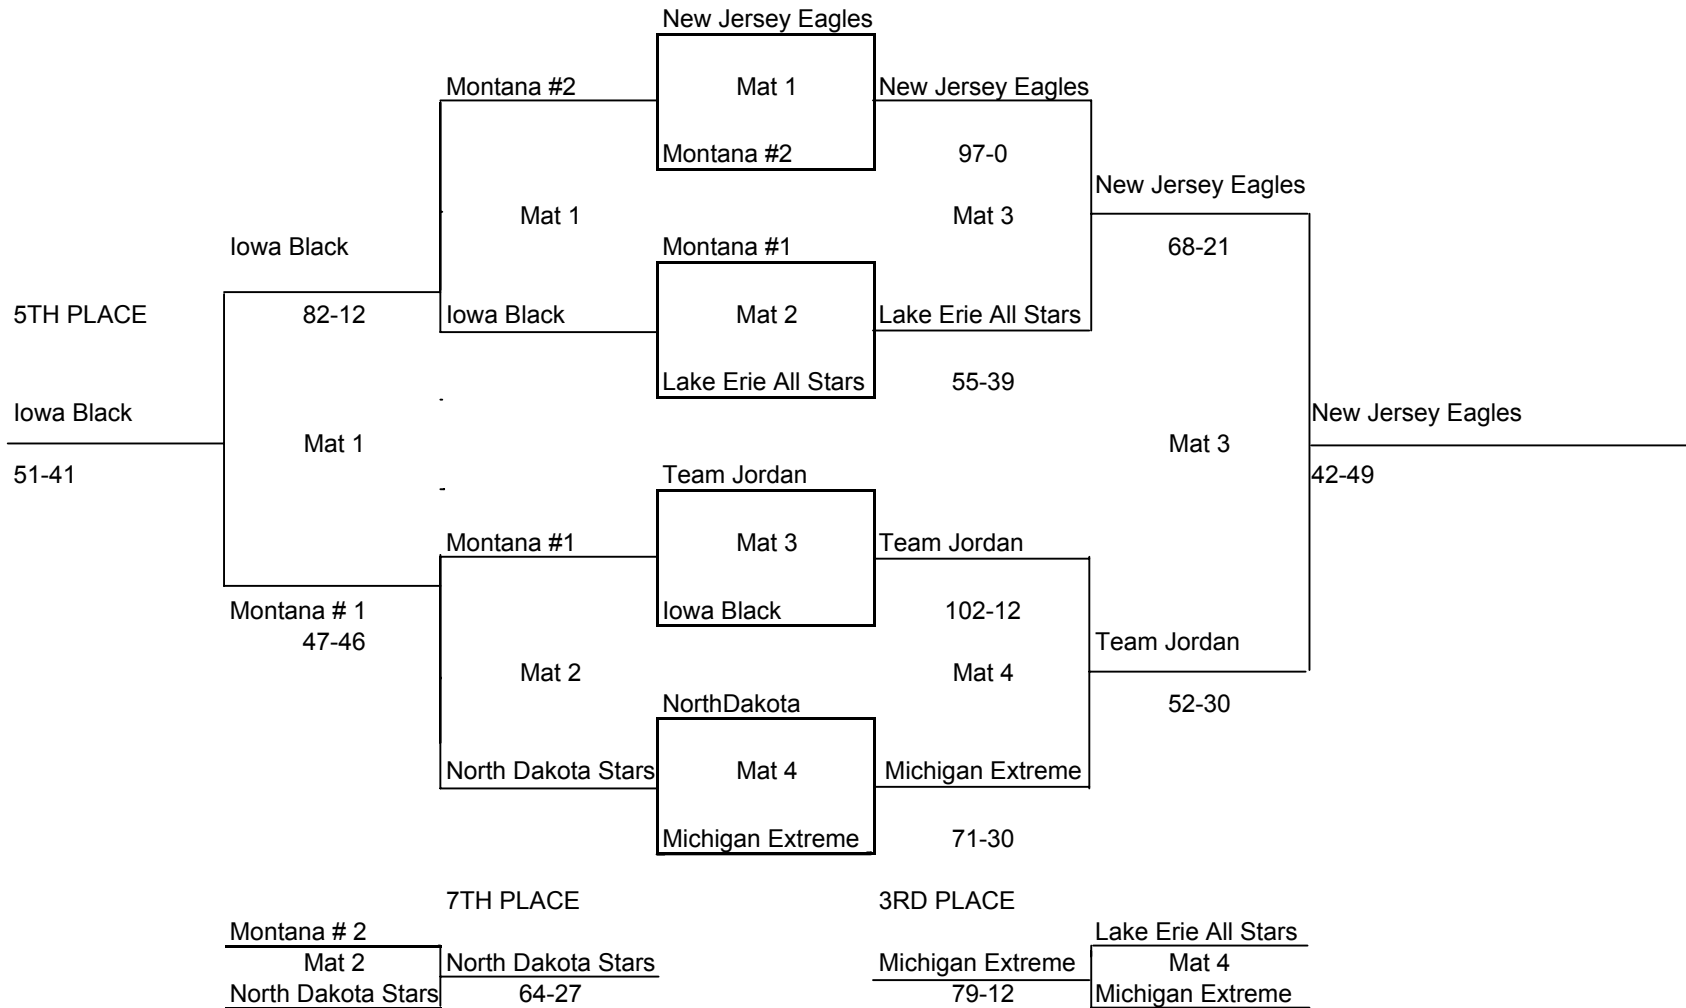 New Jersey Eagles
Montana #2 Mat 1 New Jersey Eagles
Montana #2 97-0
New Jersey Eagles
Mat 1 Mat 3
Iowa Black Montana #1 68-21
5TH PLACE 82-12 Iowa Black Mat 2 Lake Erie All Stars
Lake Erie All Stars 55-39
Iowa Black New Jersey Eagles
Mat 1 Mat 3
51-41 Team Jordan 42-49
Montana #1 Mat 3 Team Jordan
Montana # 1 Iowa Black 102-12
47-46 Team Jordan
Mat 2 Mat 4
NorthDakota 52-30
North Dakota Stars Mat 4 Michigan Extreme
Michigan Extreme 71-30
7TH PLACE 3RD PLACE
Montana # 2 Lake Erie All Stars
Mat 2 North Dakota Stars Michigan Extreme Mat 4
North Dakota Stars 64-27 79-12 Michigan Extreme